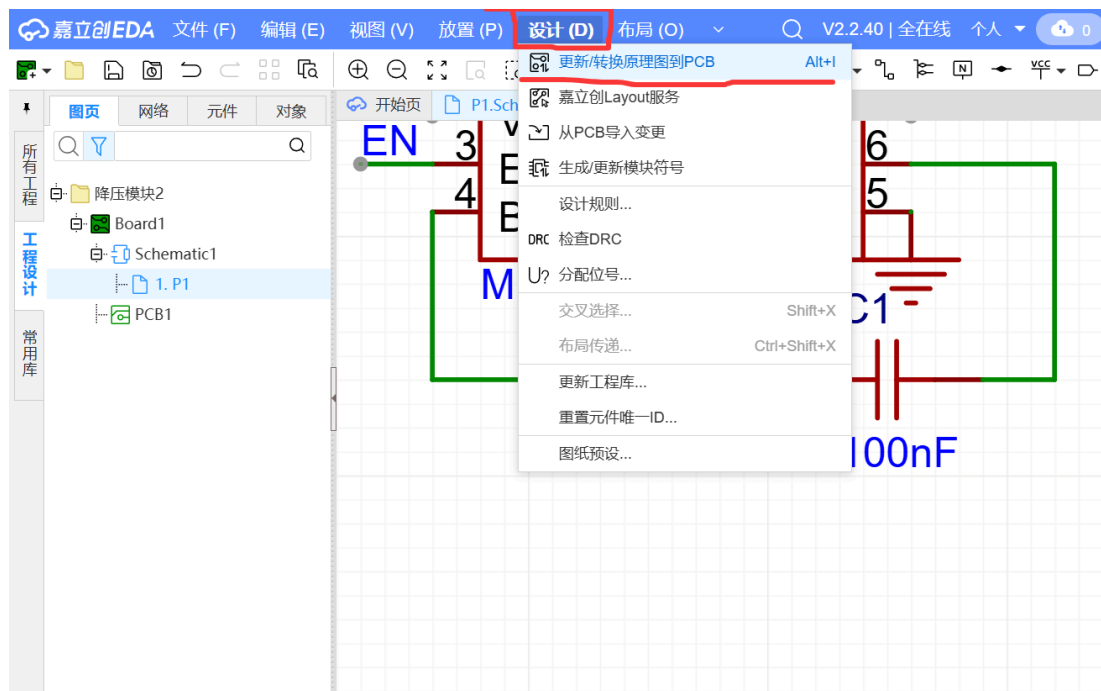 嘉立创EDA 文件 (F) 编辑 (E) 视图 (V) 放置 (P) 设计 (D) 布局 (O) V2.2.40 | 全在线 个人 0
VCC
N
图页 网络 元件 对象
开始页 P1.Sch
所有工程
工程设计
常用库
降压模块2
Board1
Schematic1
1. P1
PCB1
更新/转换原理图到PCB Alt+I
嘉立创Layout服务
从PCB导入变更
生成/更新模块符号
设计规则...
DRC 检查DRC
U? 分配位号...
交叉选择... Shift+X
布局传递... Ctrl+Shift+X
更新工程库...
重置元件唯一ID...
图纸预设...
EN 3 6
4 5
M C1
100nF